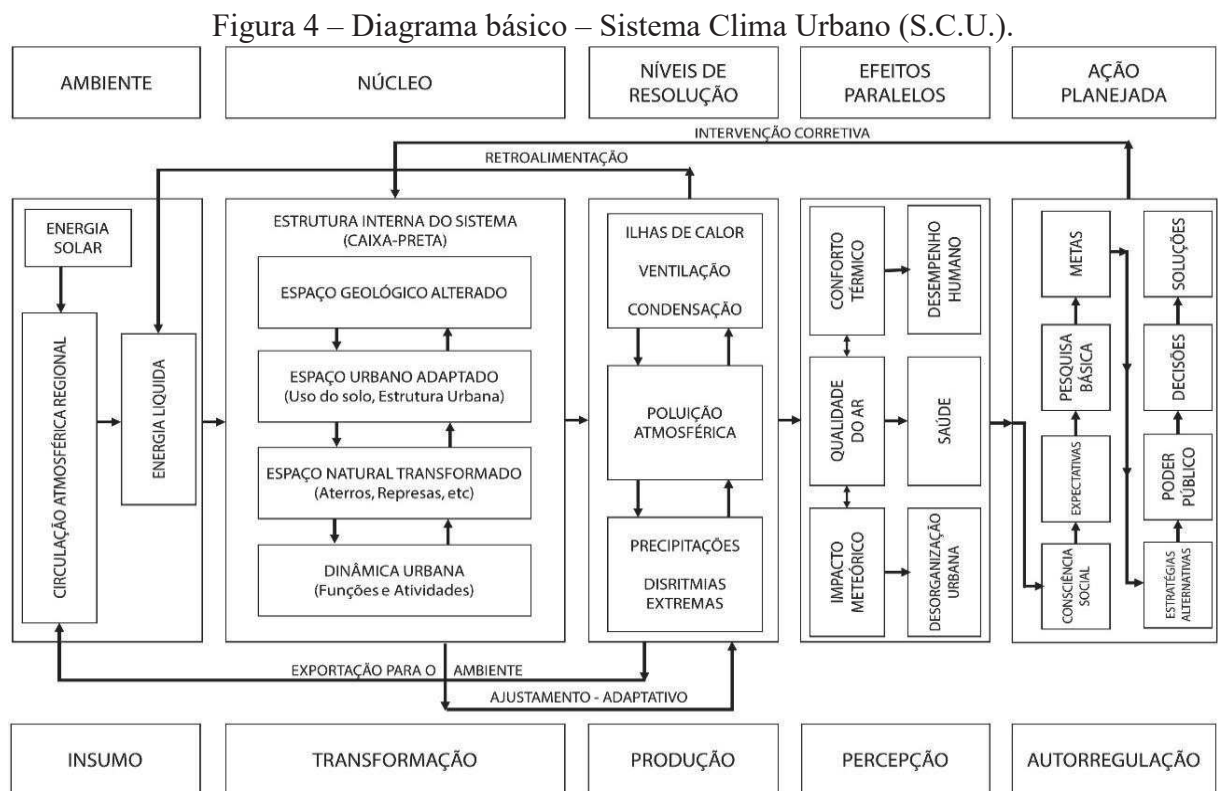 Figura 4 – Diagrama básico – Sistema Clima Urbano (S.C.U.).
AMBIENTE
NÚCLEO
NÍVEIS DE
RESOLUÇÃO
EFEITOS
PARALELOS
AÇÃO
PLANEJADA
INTERVENÇÃO CORRETIVA
RETROALIMENTAÇÃO
ENERGIA
SOLAR
CIRCULAÇÃO ATMOSFÉRICA REGIONAL
ENERGIA LIQUIDA
ESTRUTURA INTERNA DO SISTEMA
(CAIXA-PRETA)
ESPAÇO GEOLÓGICO ALTERADO
ESPAÇO URBANO ADAPTADO
(Uso do solo, Estrutura Urbana)
ESPAÇO NATURAL TRANSFORMADO
(Aterros, Represas, etc)
DINÂMICA URBANA
(Funções e Atividades)
ILHAS DE CALOR
VENTILAÇÃO
CONDENSAÇÃO
POLUIÇÃO
ATMOSFÉRICA
PRECIPITAÇÕES
DISRITMIAS
EXTREMAS
CONFORTO
TÉRMICO
DESEMPENHO
HUMANO
QUALIDADE
DO AR
SAÚDE
IMPACTO
METEÓRICO
DESORGANIZAÇÃO
URBANA
METAS
PESQUISA
BÁSICA
EXPECTATIVAS
CONSCIÊNCIA
SOCIAL
SOLUÇÕES
DECISÕES
PODER
PÚBLICO
ESTRATÉGIAS
ALTERNATIVAS
EXPORTAÇÃO PARA O AMBIENTE
AJUSTAMENTO - ADAPTATIVO
INSUMO
TRANSFORMAÇÃO
PRODUÇÃO
PERCEPÇÃO
AUTORREGULAÇÃO